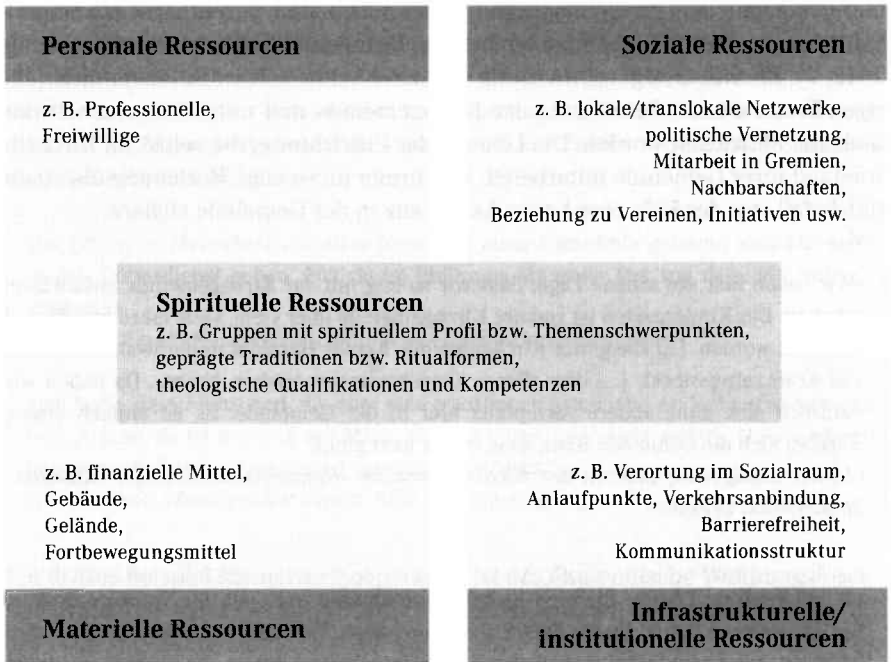 Personale Ressourcen
z. B. Professionelle,
Freiwillige
Soziale Ressourcen
z. B. lokale/translokale Netzwerke,
politische Vernetzung,
Mitarbeit in Gremien,
Nachbarschaften,
Beziehung zu Vereinen, Initiativen usw.
Spirituelle Ressourcen
z. B. Gruppen mit spirituellem Profil bzw. Themenschwerpunkten,
geprägte Traditionen bzw. Ritualformen,
theologische Qualifikationen und Kompetenzen
z. B. finanzielle Mittel,
Gebäude,
Gelände,
Fortbewegungsmittel
Materielle Ressourcen
z. B. Verortung im Sozialraum,
Anlaufpunkte, Verkehrsanbindung,
Barrierefreiheit,
Kommunikationsstruktur
Infrastrukturelle/
institutionelle Ressourcen